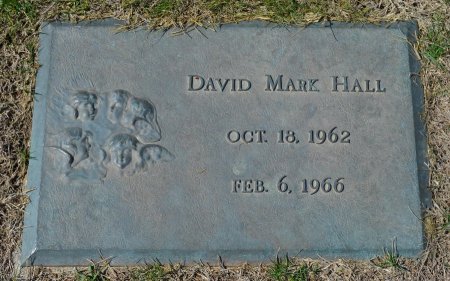 DAVID MARK HALL
OCT. 18, 1962
FEB. 6, 1966